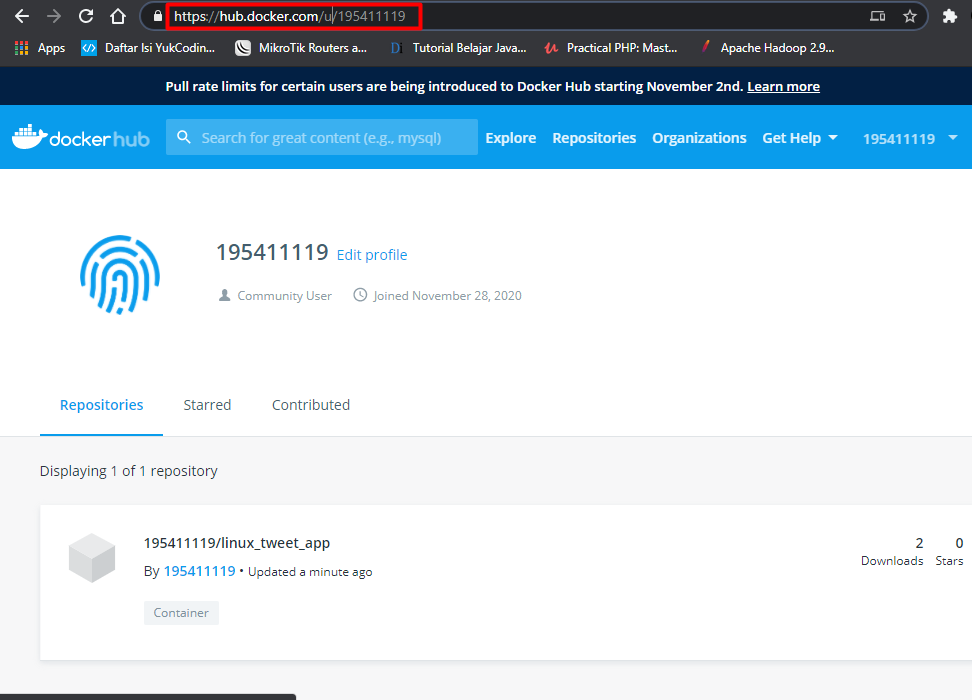 https://hub.docker.com/u/195411119
Apps Daftar Isi YukCodin... MikroTik Routers a... Tutorial Belajar Java... Practical PHP: Mast... Apache Hadoop 2.9...
Pull rate limits for certain users are being introduced to Docker Hub starting November 2nd. Learn more
docker hub Search for great content (e.g., mysql) Explore Repositories Organizations Get Help 195411119
195411119 Edit profile
Community User Joined November 28, 2020
Repositories Starred Contributed
Displaying 1 of 1 repository
195411119/linux_tweet_app 2 0
By 195411119 • Updated a minute ago Downloads Stars
Container